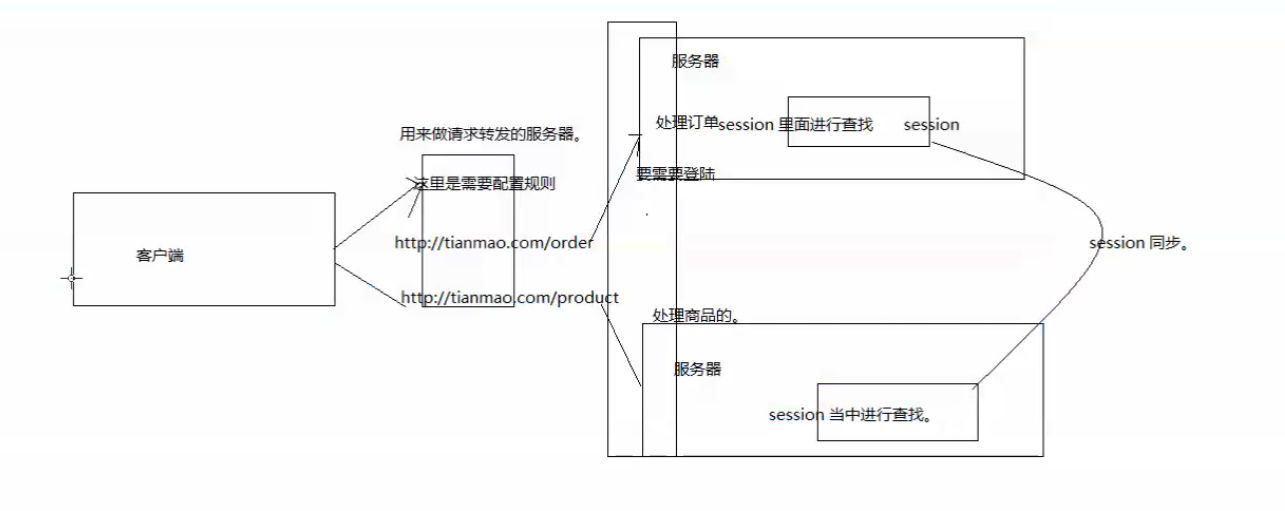 服务器
处理订单session 里面进行查找 session
用来做请求转发的服务器。
要需要登陆
这里是需要配置规则
客户端
http://tianmao.com/order
session 同步。
http://tianmao.com/product
处理商品的。
服务器
session 当中进行查找。